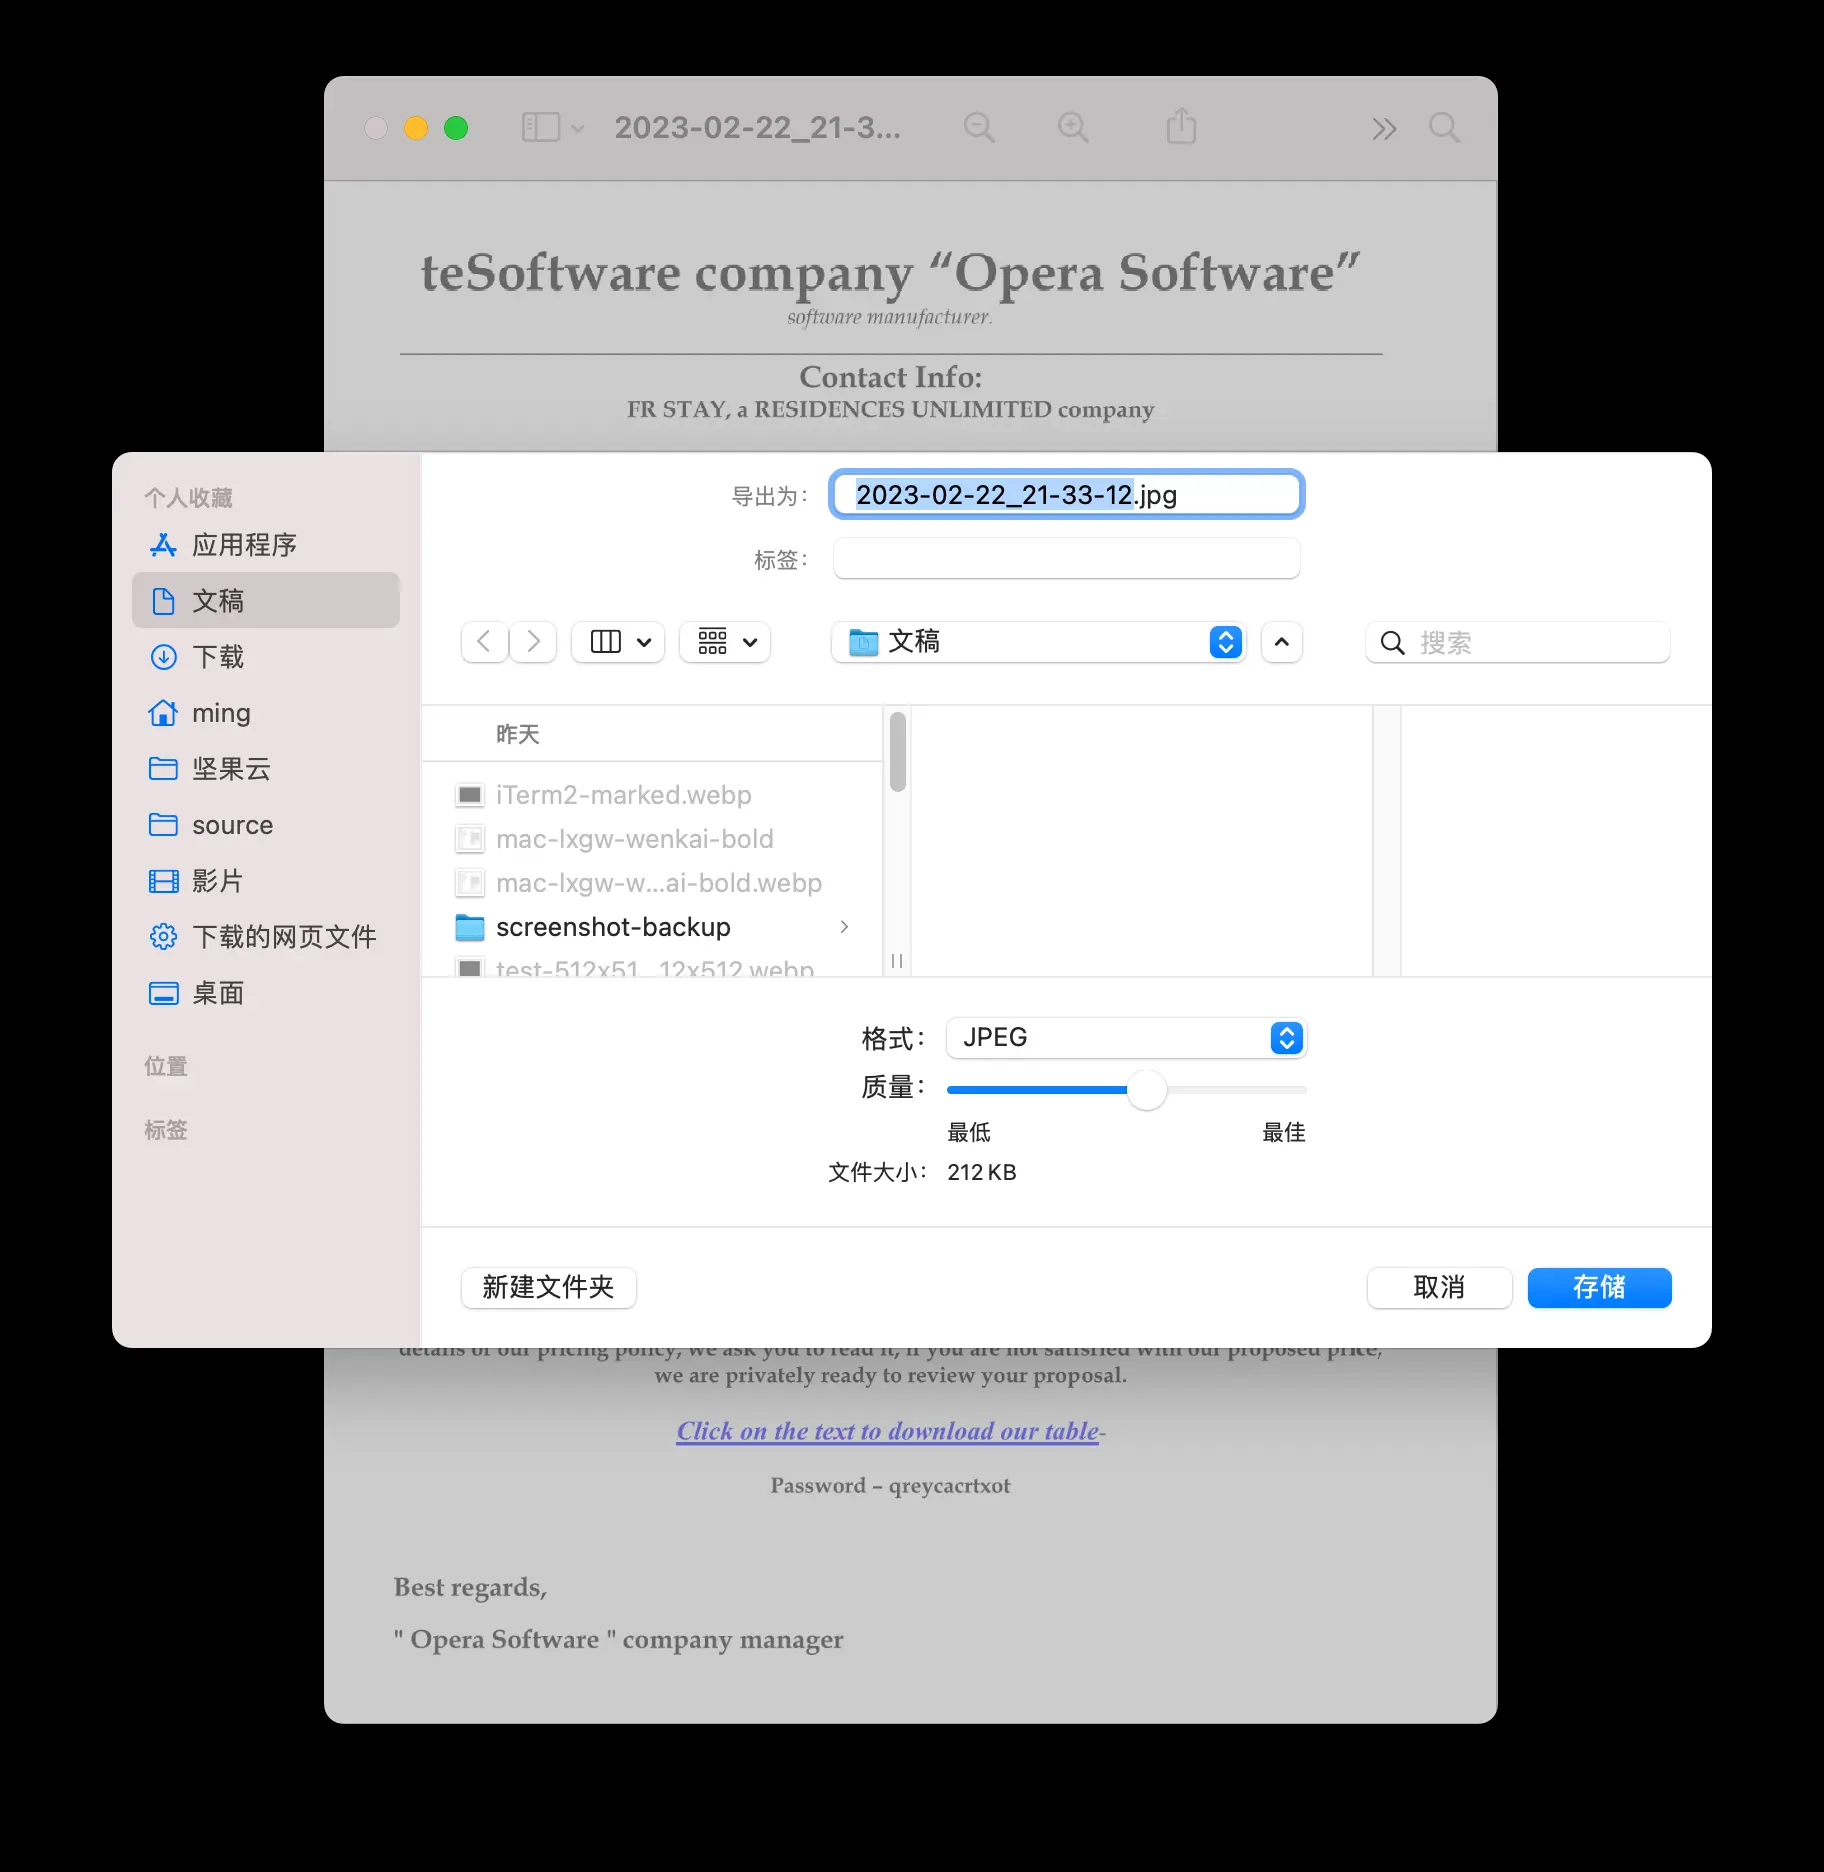 2023-02-22_21-3...
teSoftware company “Opera Software”
software manufacturer.
Contact Info:
FR STAY, a RESIDENCES UNLIMITED company
个人收藏
应用程序
文稿
下载
ming
坚果云
source
影片
下载的网页文件
桌面
位置
标签
导出为：
2023-02-22_21-33-12.jpg
标签：
文稿
搜索
昨天
iTerm2-marked.webp
mac-lxgw-wenkai-bold
mac-lxgw-w...ai-bold.webp
screenshot-backup
test-512x51...12x512.webp
格式：
JPEG
质量：
最低
最佳
文件大小：
212 KB
新建文件夹
取消
存储
details of our pricing policy, we ask you to read it, if you are not satisfied with our proposed price,
we are privately ready to review your proposal.
Click on the text to download our table-
Password – qreycacrtxot
Best regards,
" Opera Software " company manager